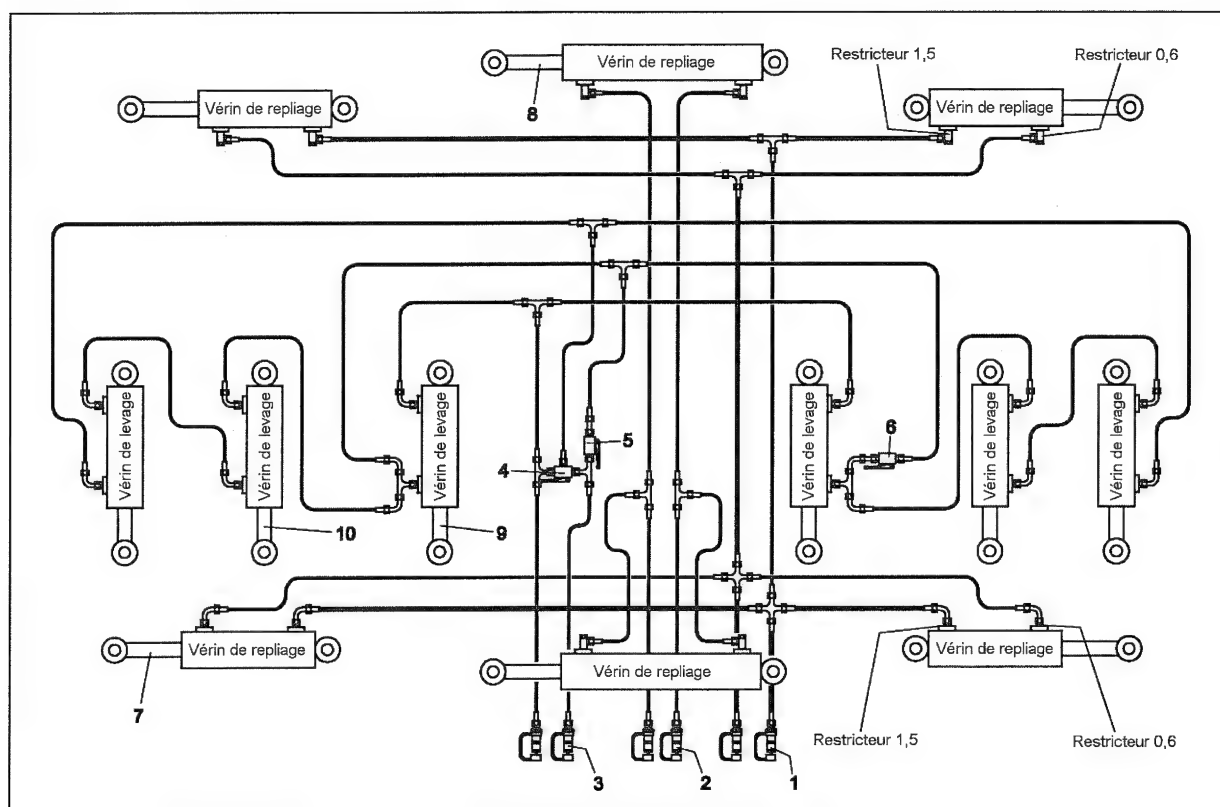 Vérin de repliage
Restricteur 1,5
Restricteur 0,6
8
Vérin de repliage
Vérin de repliage
Vérin de levage
Vérin de levage
Vérin de levage
Vérin de levage
Vérin de levage
Vérin de levage
5
6
4
10
9
Vérin de repliage
Vérin de repliage
Vérin de repliage
7
Restricteur 1,5
Restricteur 0,6
3
2
1